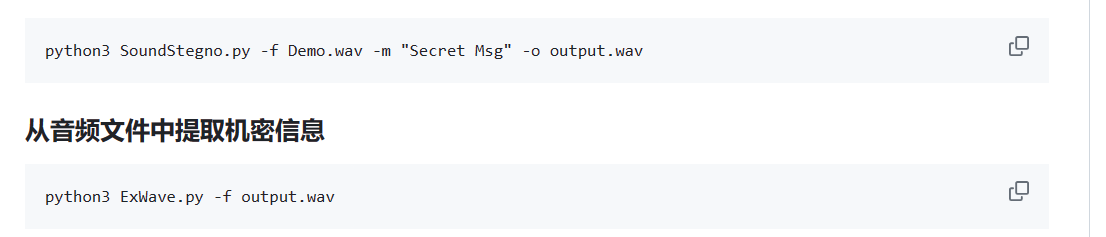 python3 SoundStegno.py -f Demo.wav -m "Secret Msg" -o output.wav
从音频文件中提取机密信息
python3 ExWave.py -f output.wav